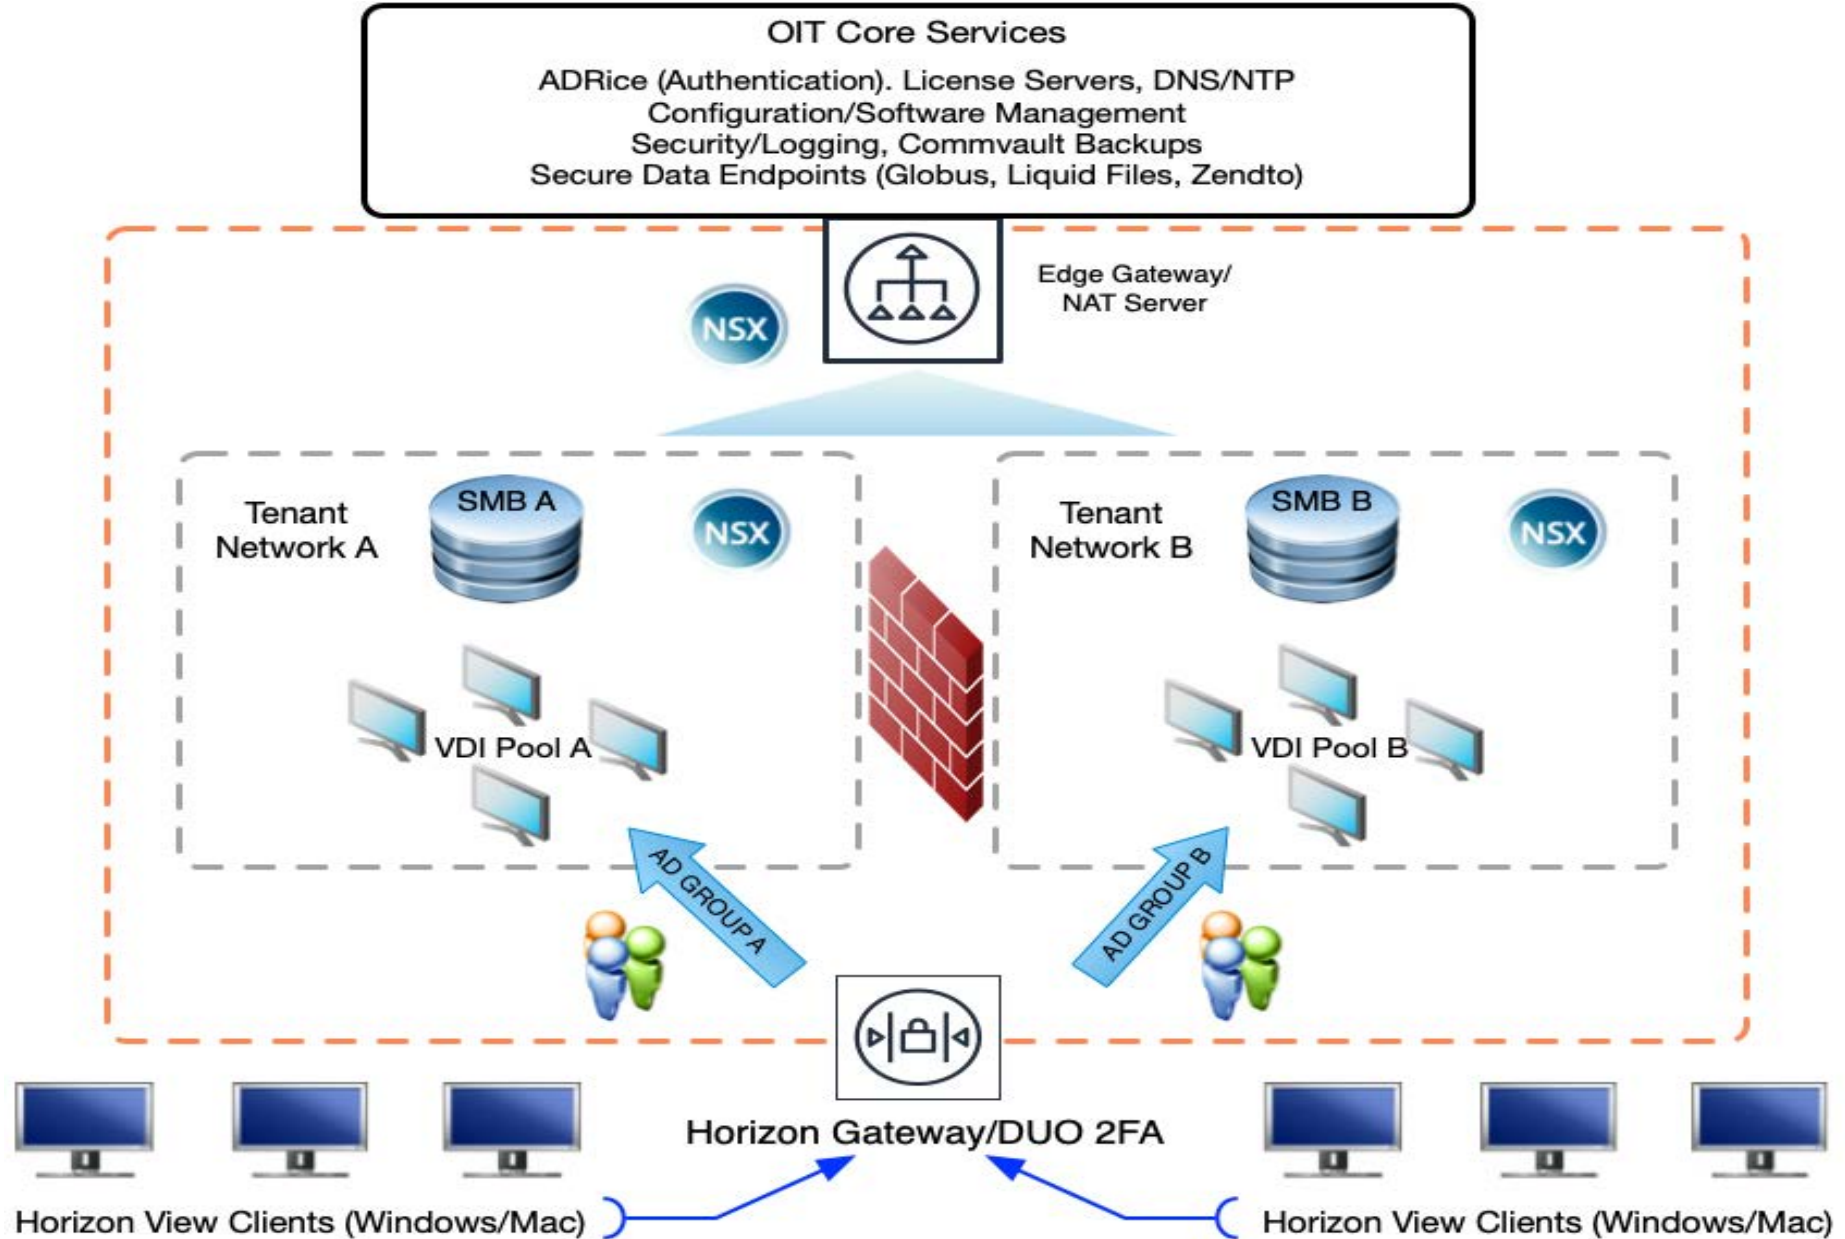 OIT Core Services
ADRice (Authentication). License Servers, DNS/NTP
Configuration/Software Management
Security/Logging, Commvault Backups
Secure Data Endpoints (Globus, Liquid Files, Zendto)
Edge Gateway/
NAT Server
NSX
Tenant
Network A
SMB A
NSX
Tenant
Network B
SMB B
NSX
VDI Pool A
VDI Pool B
AD GROUP A
AD GROUP B
Horizon Gateway/DUO 2FA
Horizon View Clients (Windows/Mac)
Horizon View Clients (Windows/Mac)